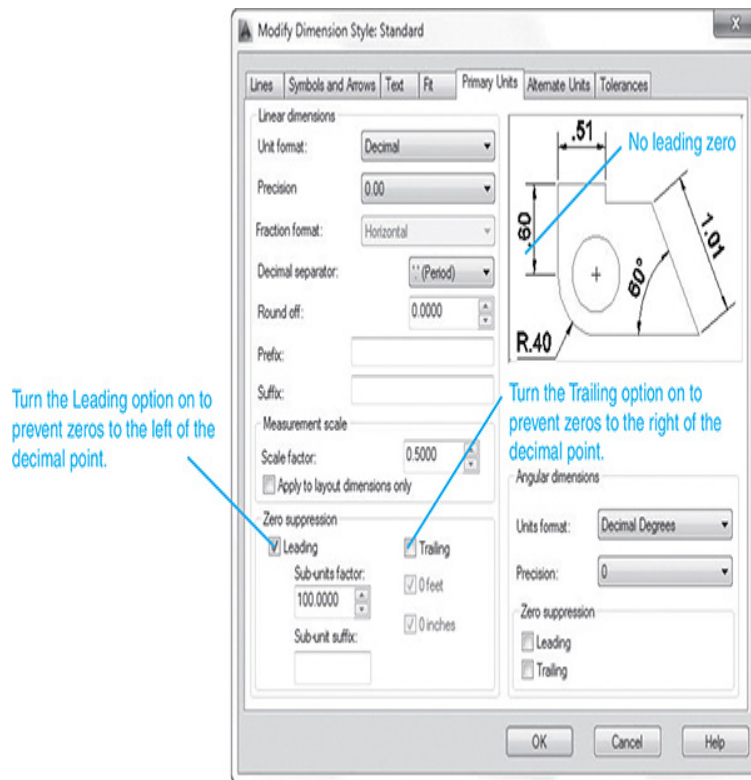 Modify Dimension Style: Standard
X
Lines Symbols and Arrows Text Fit Primary Units Alternate Units Tolerances
Linear dimensions
Unit format: Decimal
Precision 0.00
Fraction format: Horizontal
Decimal separator: '.' (Period)
Round off: 0.0000
Prefix:
Suffix:
Measurement scale
Scale factor: 0.5000
Apply to layout dimensions only
Zero suppression
Leading
Trailing
Sub-units factor:
100.0000
0 feet
Sub-unit suffix:
0 inches
.51
No leading zero
.60
1.01
60°
R.40
Turn the Leading option on to
prevent zeros to the left of the
decimal point.
Turn the Trailing option on to
prevent zeros to the right of the
decimal point.
Angular dimensions
Units format: Decimal Degrees
Precision: 0
Zero suppression
Leading
Trailing
OK Cancel Help